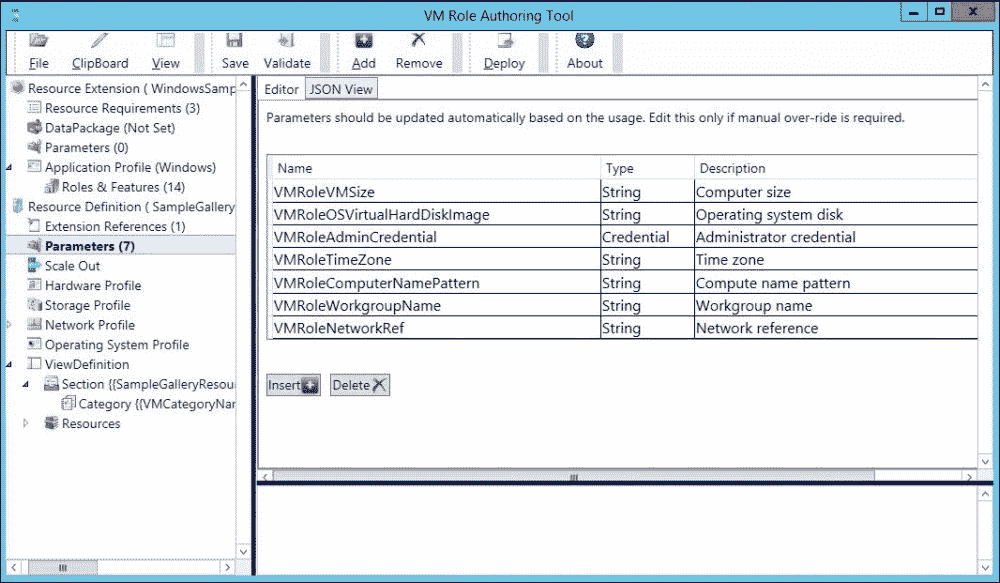 VM Role Authoring Tool
File ClipBoard View Save Validate Add Remove Deploy About
Resource Extension ( WindowsSamp
Resource Requirements (3)
DataPackage (Not Set)
Parameters (0)
Application Profile (Windows)
Roles & Features (14)
Resource Definition ( SampleGallery
Extension References (1)
Parameters (7)
Scale Out
Hardware Profile
Storage Profile
Network Profile
Operating System Profile
ViewDefinition
Section {{SampleGalleryResou
Category {{VMCategoryNar
Resources
Editor JSON View
Parameters should be updated automatically based on the usage. Edit this only if manual over-ride is required.
Name Type Description
VMRoleVMSize String Computer size
VMRoleOSVirtualHardDiskImage String Operating system disk
VMRoleAdminCredential Credential Administrator credential
VMRoleTimeZone String Time zone
VMRoleComputerNamePattern String Compute name pattern
VMRoleWorkgroupName String Workgroup name
VMRoleNetworkRef String Network reference
Insert Delete